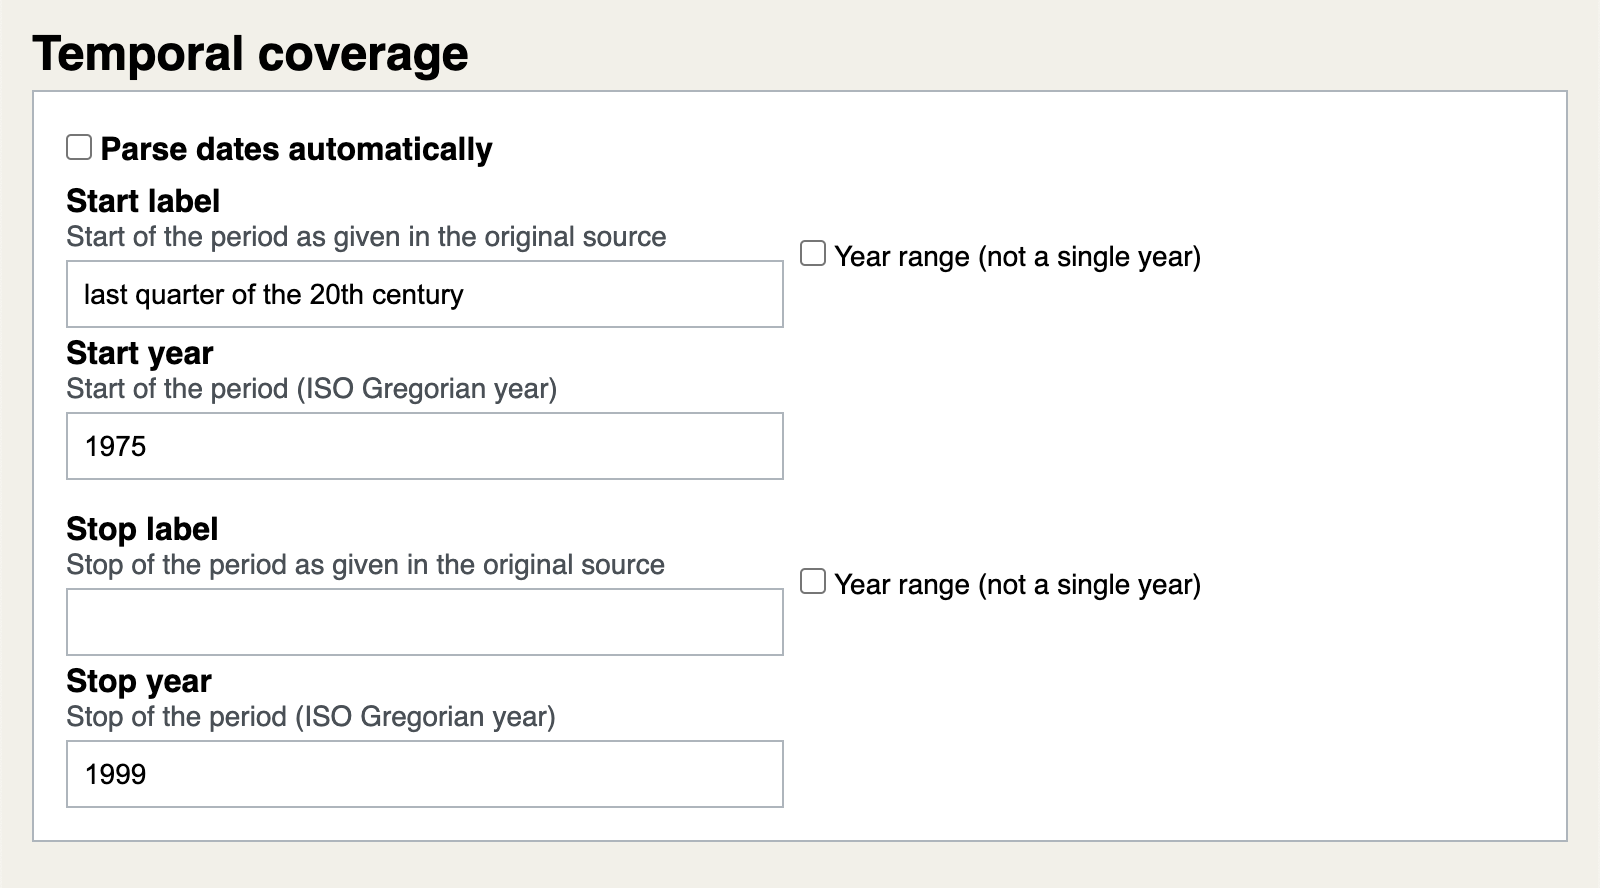 Temporal coverage
Parse dates automatically
Start label
Start of the period as given in the original source
Year range (not a single year)
last quarter of the 20th century
Start year
Start of the period (ISO Gregorian year)
1975
Stop label
Stop of the period as given in the original source
Year range (not a single year)
Stop year
Stop of the period (ISO Gregorian year)
1999